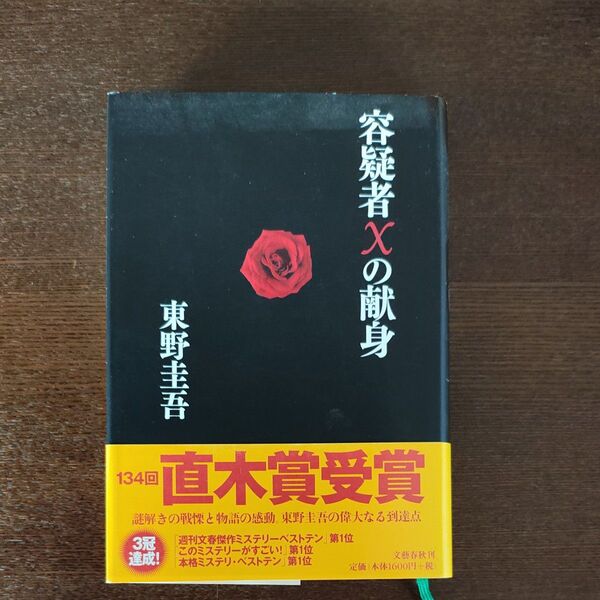 容疑者Xの献身
東野圭吾
134回 直木賞受賞
謎解きの戦慄と物語の感動。東野圭吾の偉大なる到達点
3冠
達成!
「週刊文春傑作ミステリーベストテン」第1位
「このミステリーがすごい!」第1位
「本格ミステリ・ベストテン」第1位
文藝春秋刊
定価(本体1600円+税)